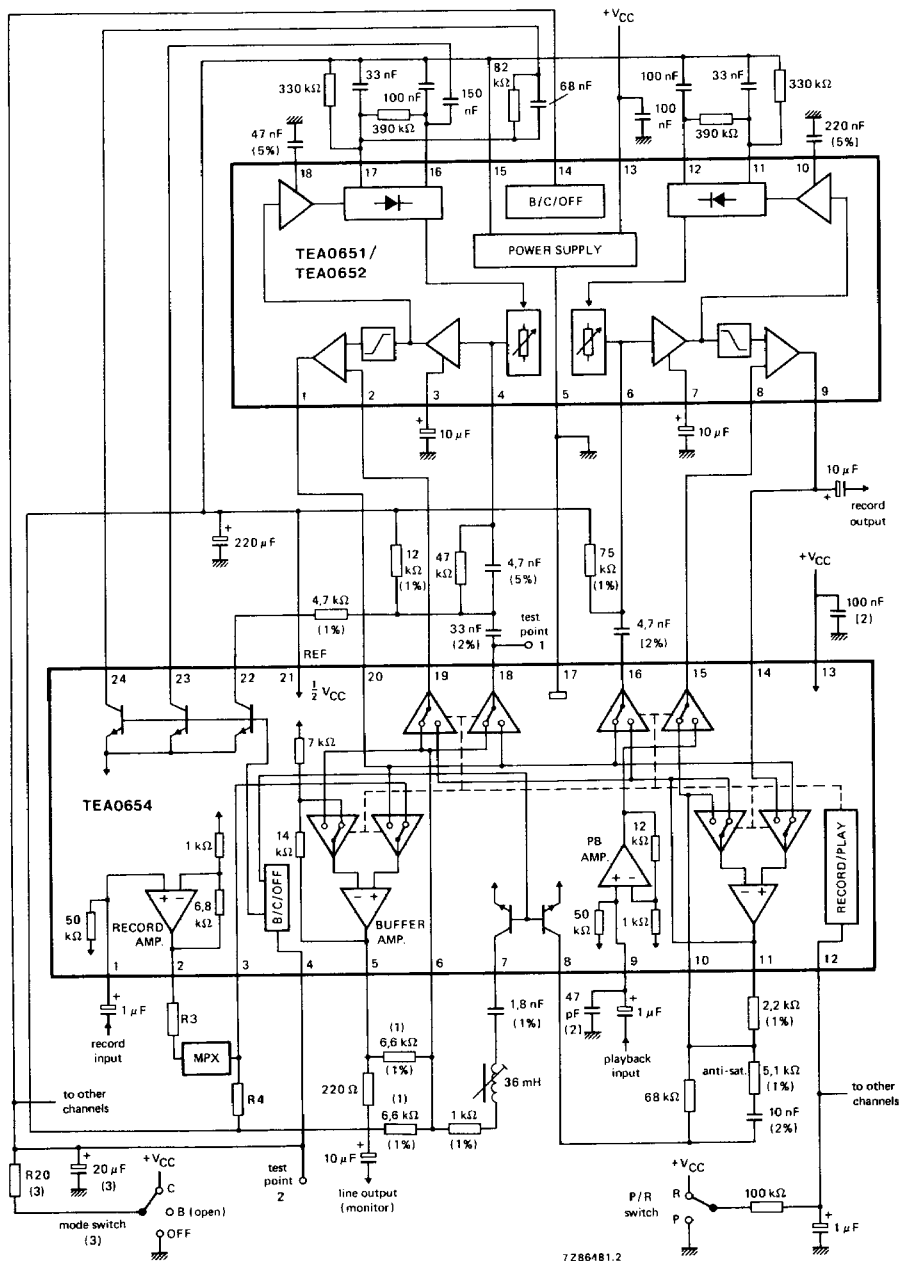 +VCC
330 kΩ
33 nF
100 nF
150 nF
390 kΩ
82 kΩ
68 nF
100 nF
100 nF
33 nF
390 kΩ
330 kΩ
47 nF (5%)
220 nF (5%)
18
17
16
15
14
13
12
11
10
B/C/OFF
POWER SUPPLY
TEA0651/
TEA0652
1
2
3
4
5
6
7
8
9
10 µF
+
10 µF
+
10 µF
+
record output
220 µF
+
12 kΩ (1%)
47 kΩ
4,7 nF (5%)
75 kΩ (1%)
+VCC
4,7 kΩ (1%)
33 nF (2%)
test point 1
4,7 nF (2%)
100 nF (2)
REF
24
23
22
21
20
19
18
17
16
15
14
13
½ VCC
7 kΩ
TEA0654
14 kΩ
PB AMP.
12 kΩ
1 kΩ
50 kΩ
6,8 kΩ
+ −
RECORD AMP.
B/C/OFF
− +
BUFFER AMP.
50 kΩ
+ −
1 kΩ
− +
RECORD/PLAY
1
2
3
4
5
6
7
8
9
10
11
12
1 µF
+
record input
R3
MPX
R4
(1)
6,6 kΩ
(1%)
220 Ω
(1)
6,6 kΩ
(1%)
1 kΩ
(1%)
1,8 nF
(1%)
36 mH
47 pF (2)
1 µF
+
playback input
2,2 kΩ (1%)
anti-sat.
5,1 kΩ (1%)
68 kΩ
10 nF (2%)
to other channels
to other channels
R20 (3)
20 µF (3)
+
+VCC
C
B (open)
OFF
mode switch (3)
test point 2
10 µF
+
line output (monitor)
+VCC
R
P
P/R switch
100 kΩ
1 µF
+
7Z86481.2